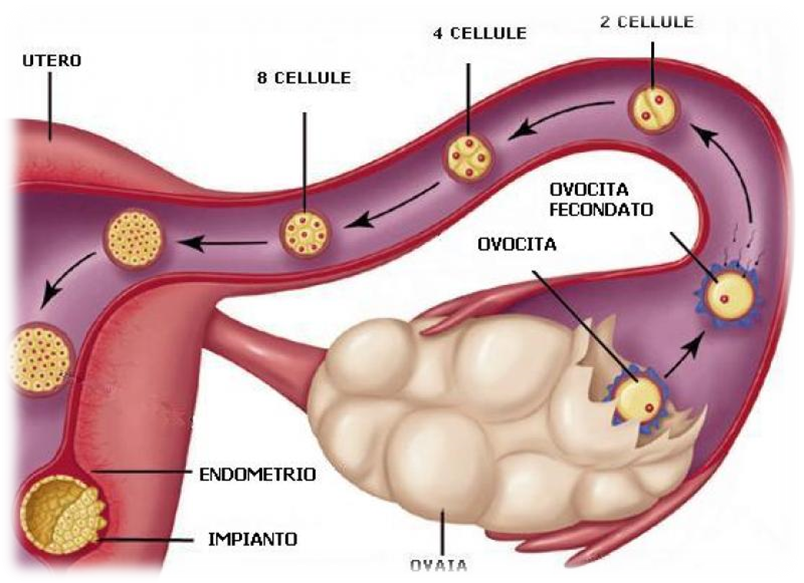 2 CELLULE
4 CELLULE
UTERO
8 CELLULE
OVOCITA
FECONDATO
OVOCITA
ENDOMETRIO
IMPIANTO
OVAIA